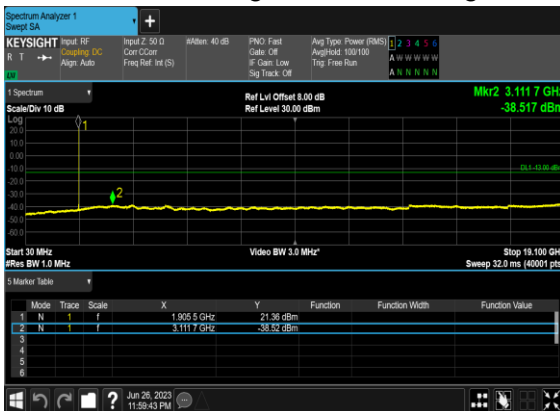 Spectrum Analyzer 1
Swept SA
KEYSIGHT Input: RF Input Z: 50 Ω #Atten: 40 dB PNO: Fast Avg Type: Power (RMS) 1 2 3 4 5 6
R T Coupling: DC Corr CCorr Gate: Off Avg|Hold: 100/100 A W W W W W
Align: Auto Freq Ref: Int (S) IF Gain: Low Trig: Free Run
LV Sig Track: Off A N N N N N
1 Spectrum Ref Lvl Offset 8.00 dB Mkr2 3.111 7 GHz
Scale/Div 10 dB Ref Level 30.00 dBm -38.517 dBm
Log
20.0
10.0
0.00
-10.0
-20.0
-30.0
-40.0
-50.0
-60.0
1
2
DL1 -13.00 dBm
Start 30 MHz Video BW 3.0 MHz* Stop 19.100 GHz
#Res BW 1.0 MHz Sweep 32.0 ms (40001 pts)
5 Marker Table
Mode Trace Scale X Y Function Function Width Function Value
1 N 1 f 1.905 5 GHz 21.36 dBm
2 N 1 f 3.111 7 GHz -38.52 dBm
3
4
5
6
? Jun 26, 2023
11:59:43 PM